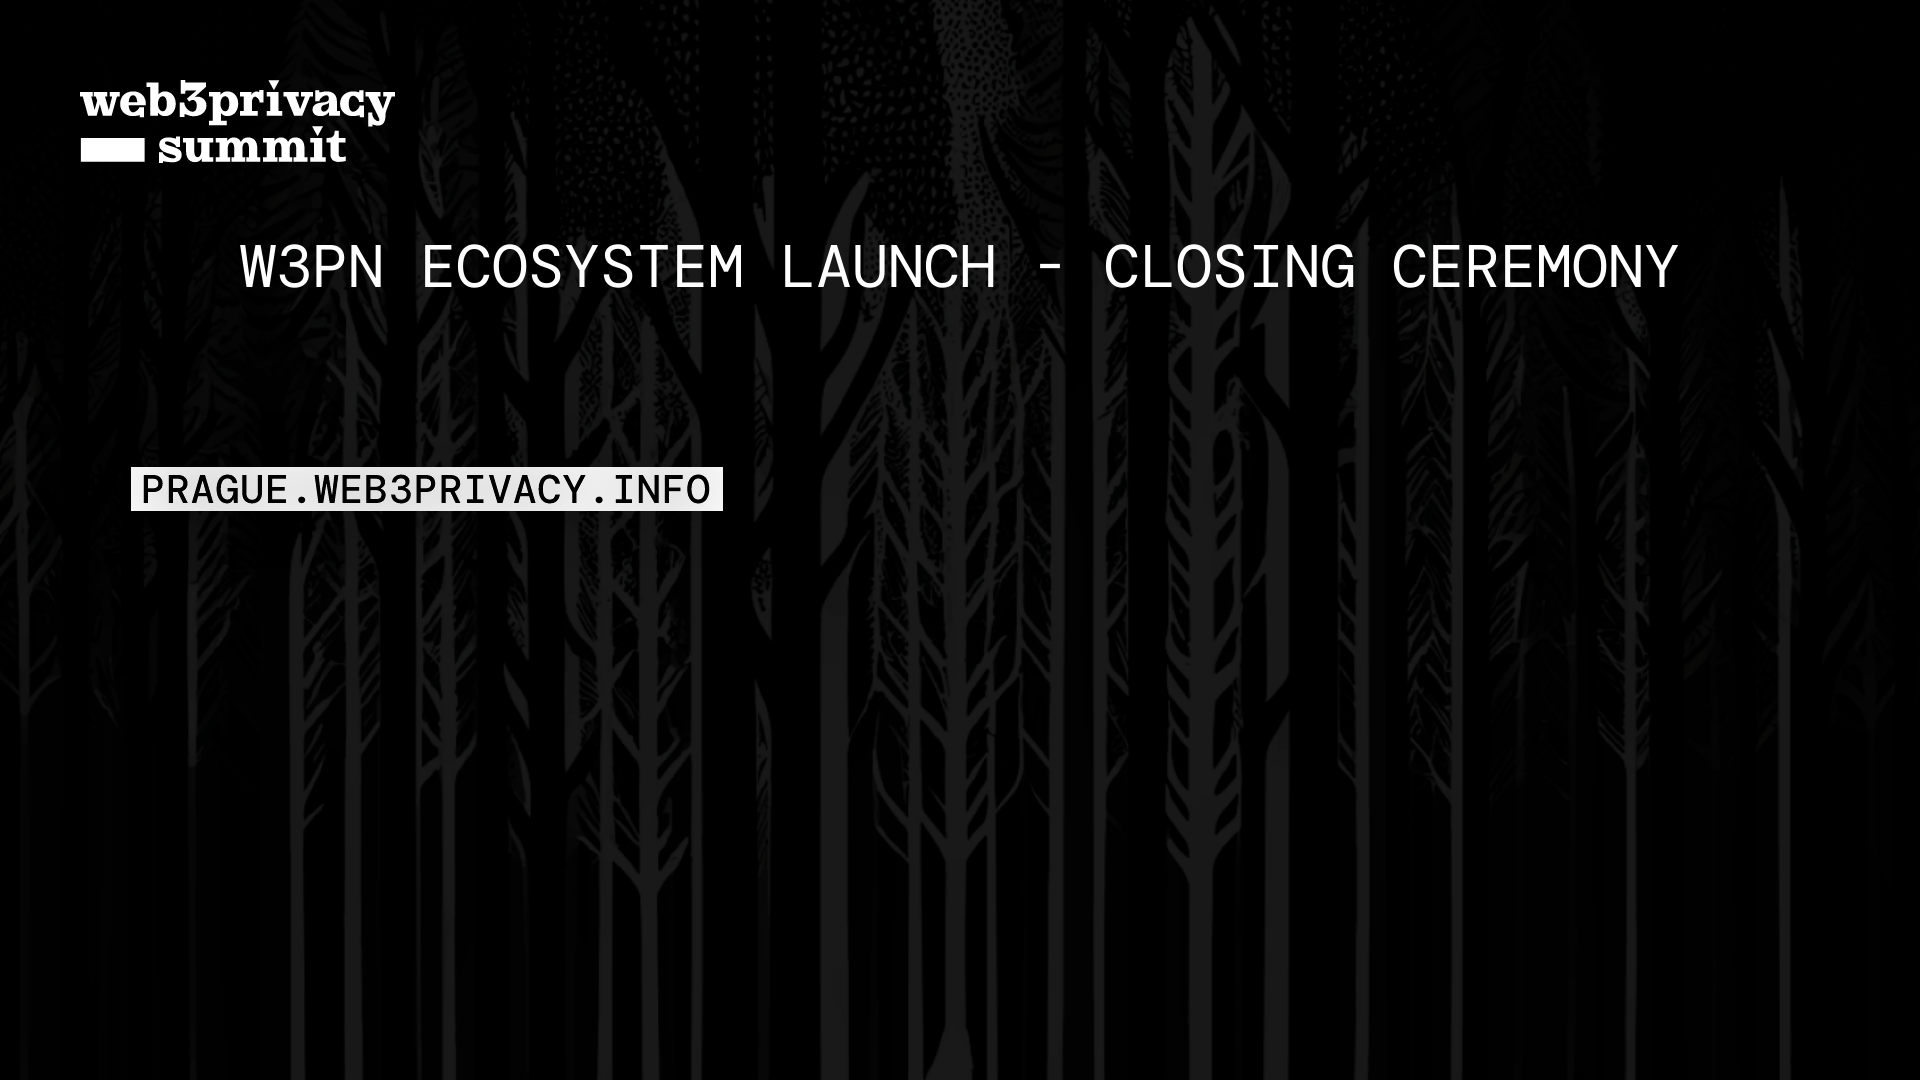 web3privacy
summit
W3PN ECOSYSTEM LAUNCH - CLOSING CEREMONY
PRAGUE.WEB3PRIVACY.INFO